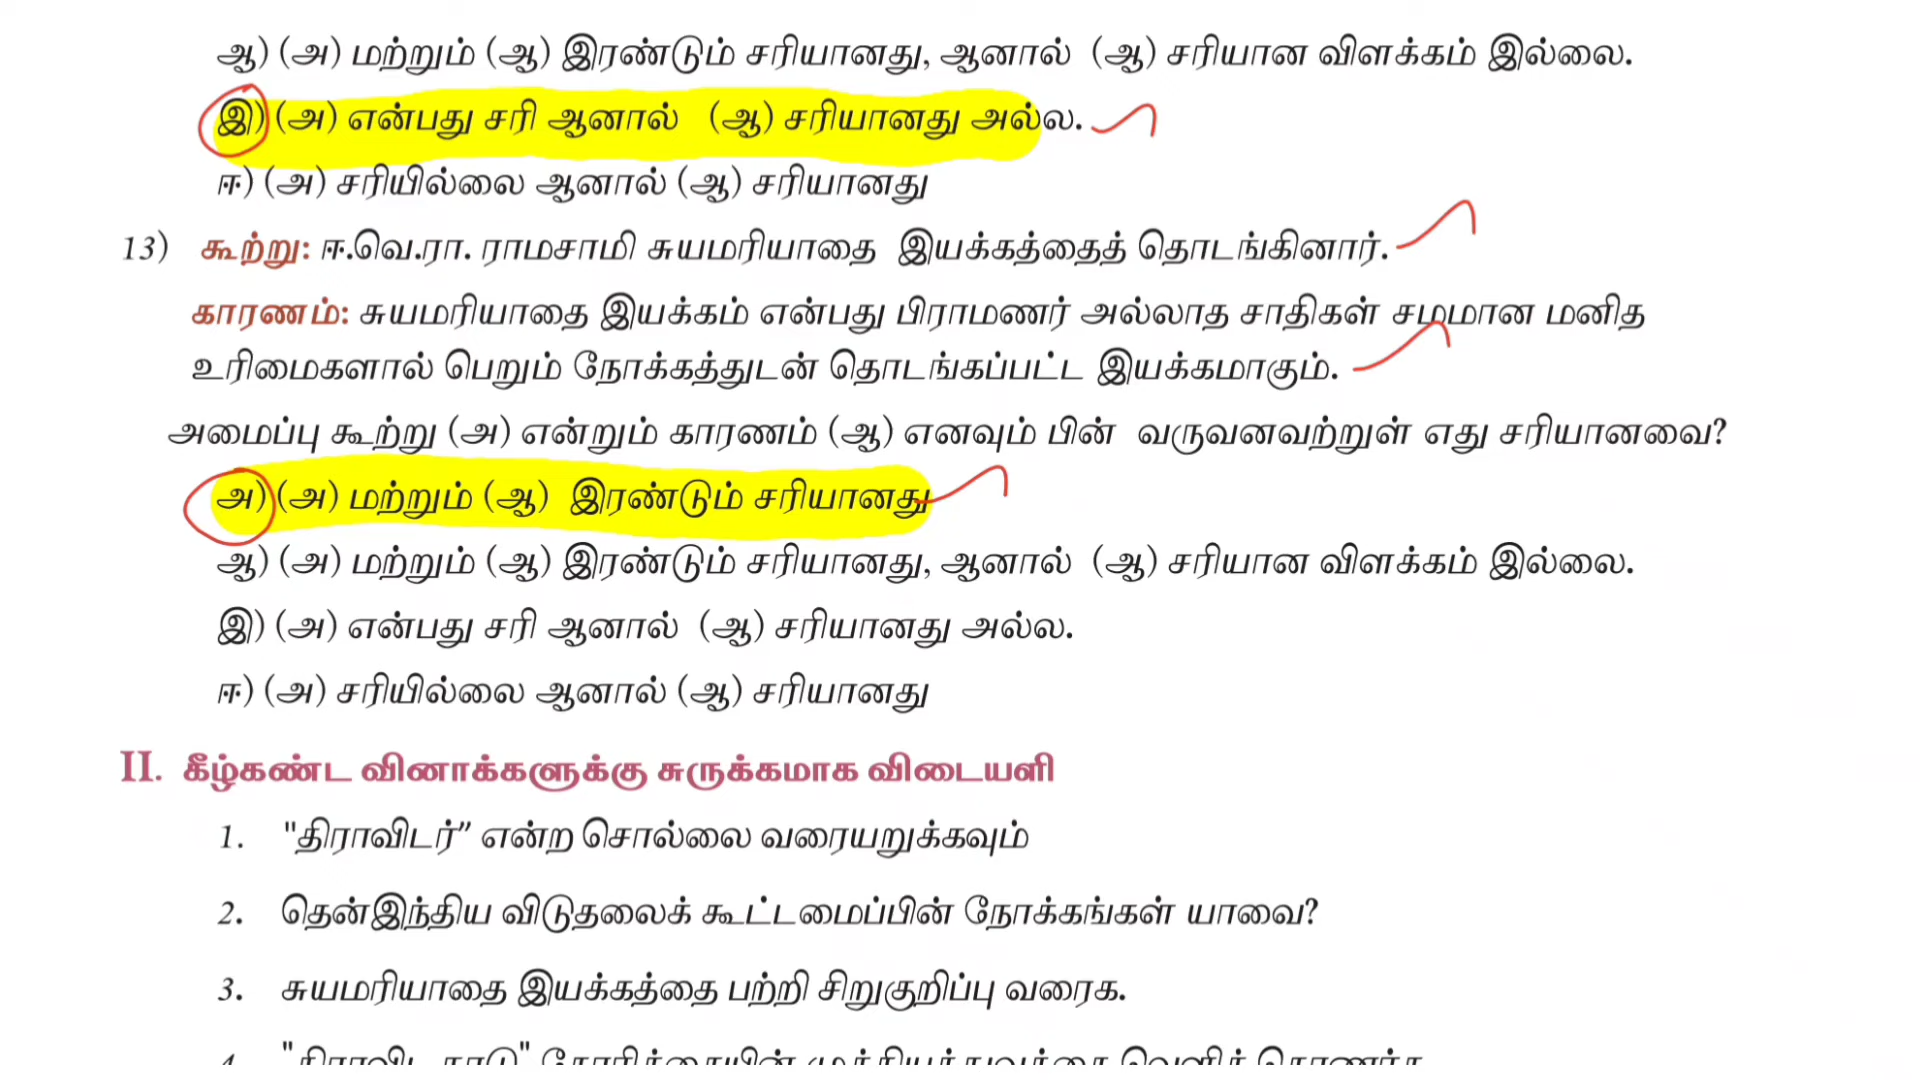 ஆ) (அ) மற்றும் (ஆ) இரண்டும் சரியானது, ஆனால் (ஆ) சரியான விளக்கம் இல்லை.
இ) (அ) என்பது சரி ஆனால் (ஆ) சரியானது அல்ல.
ஈ) (அ) சரியில்லை ஆனால் (ஆ) சரியானது
13) கூற்று: ஈ.வெ.ரா. ராமசாமி சுயமரியாதை இயக்கத்தைத் தொடங்கினார்.
காரணம்: சுயமரியாதை இயக்கம் என்பது பிராமணர் அல்லாத சாதிகள் சமமான மனித
உரிமைகளால் பெறும் நோக்கத்துடன் தொடங்கப்பட்ட இயக்கமாகும்.
அமைப்பு கூற்று (அ) என்றும் காரணம் (ஆ) எனவும் பின் வருவனவற்றுள் எது சரியானவை?
அ) (அ) மற்றும் (ஆ) இரண்டும் சரியானது
ஆ) (அ) மற்றும் (ஆ) இரண்டும் சரியானது, ஆனால் (ஆ) சரியான விளக்கம் இல்லை.
இ) (அ) என்பது சரி ஆனால் (ஆ) சரியானது அல்ல.
ஈ) (அ) சரியில்லை ஆனால் (ஆ) சரியானது
II. கீழ்கண்ட வினாக்களுக்கு சுருக்கமாக விடையளி
1. "திராவிடர்” என்ற சொல்லை வரையறுக்கவும்
2. தென்இந்திய விடுதலைக் கூட்டமைப்பின் நோக்கங்கள் யாவை?
3. சுயமரியாதை இயக்கத்தை பற்றி சிறுகுறிப்பு வரைக.
4. "திராவிட நாடு" கோரிக்கையின் முக்கியத்துவத்தை வெளிக் கொணர்க